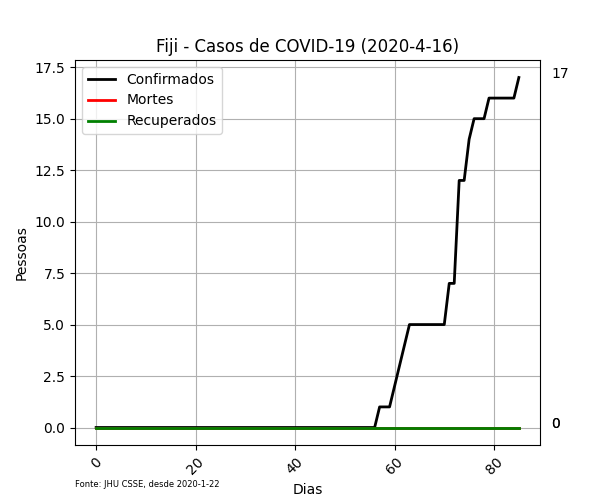 Fiji - Casos de COVID-19 (2020-4-16)
Confirmados
Mortes
Recuperados
17.5
15.0
12.5
10.0
7.5
5.0
2.5
0.0
Pessoas
17
0
0
20
40
60
80
Dias
Fonte: JHU CSSE, desde 2020-1-22